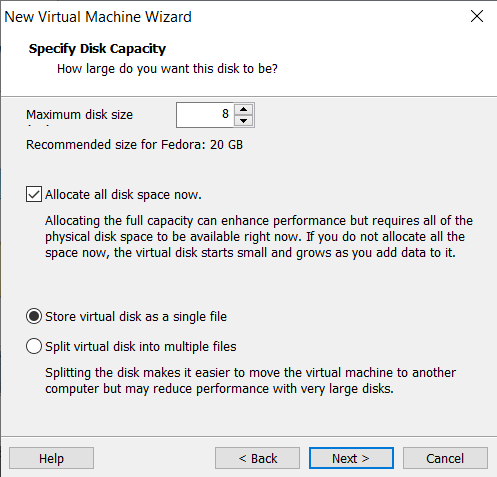 New Virtual Machine Wizard
Specify Disk Capacity
How large do you want this disk to be?
Maximum disk size
8
Recommended size for Fedora: 20 GB
Allocate all disk space now.
Allocating the full capacity can enhance performance but requires all of the
physical disk space to be available right now. If you do not allocate all the
space now, the virtual disk starts small and grows as you add data to it.
Store virtual disk as a single file
Split virtual disk into multiple files
Splitting the disk makes it easier to move the virtual machine to another
computer but may reduce performance with very large disks.
Help
< Back
Next >
Cancel